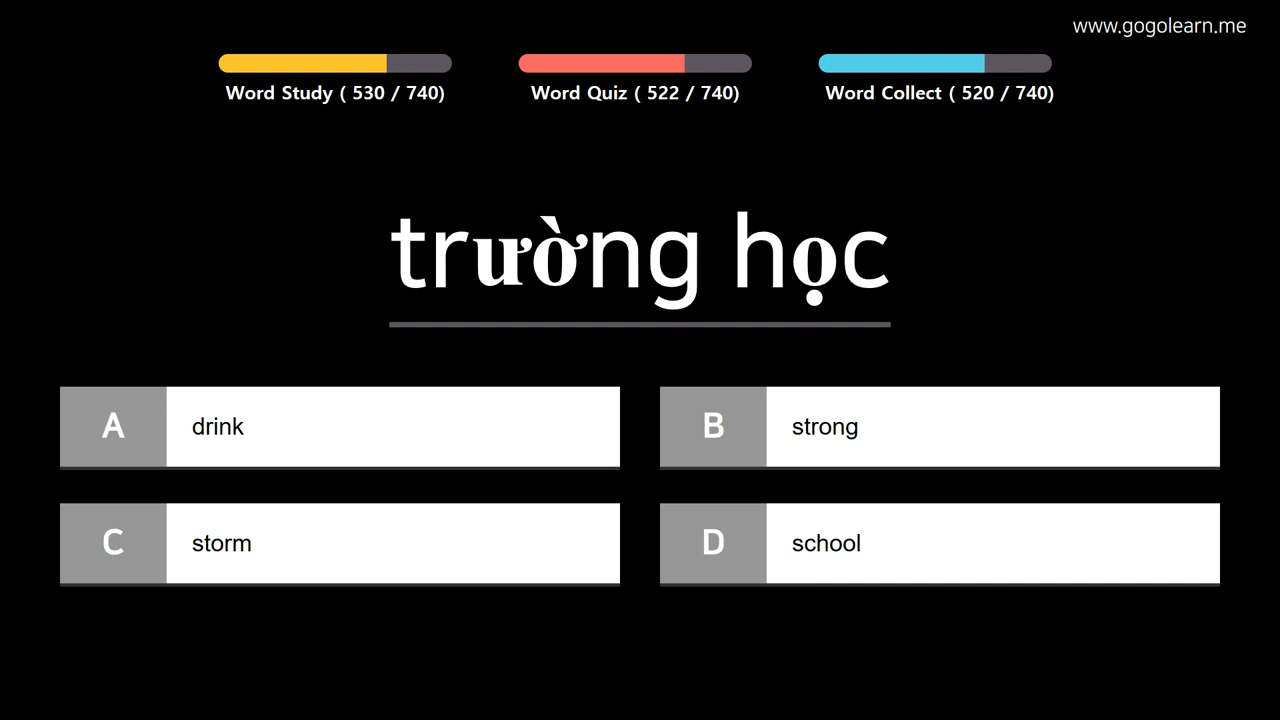 www.gogolearn.me
Word Study ( 530 / 740)
Word Quiz ( 522 / 740)
Word Collect ( 520 / 740)
trường học
A drink
B strong
C storm
D school